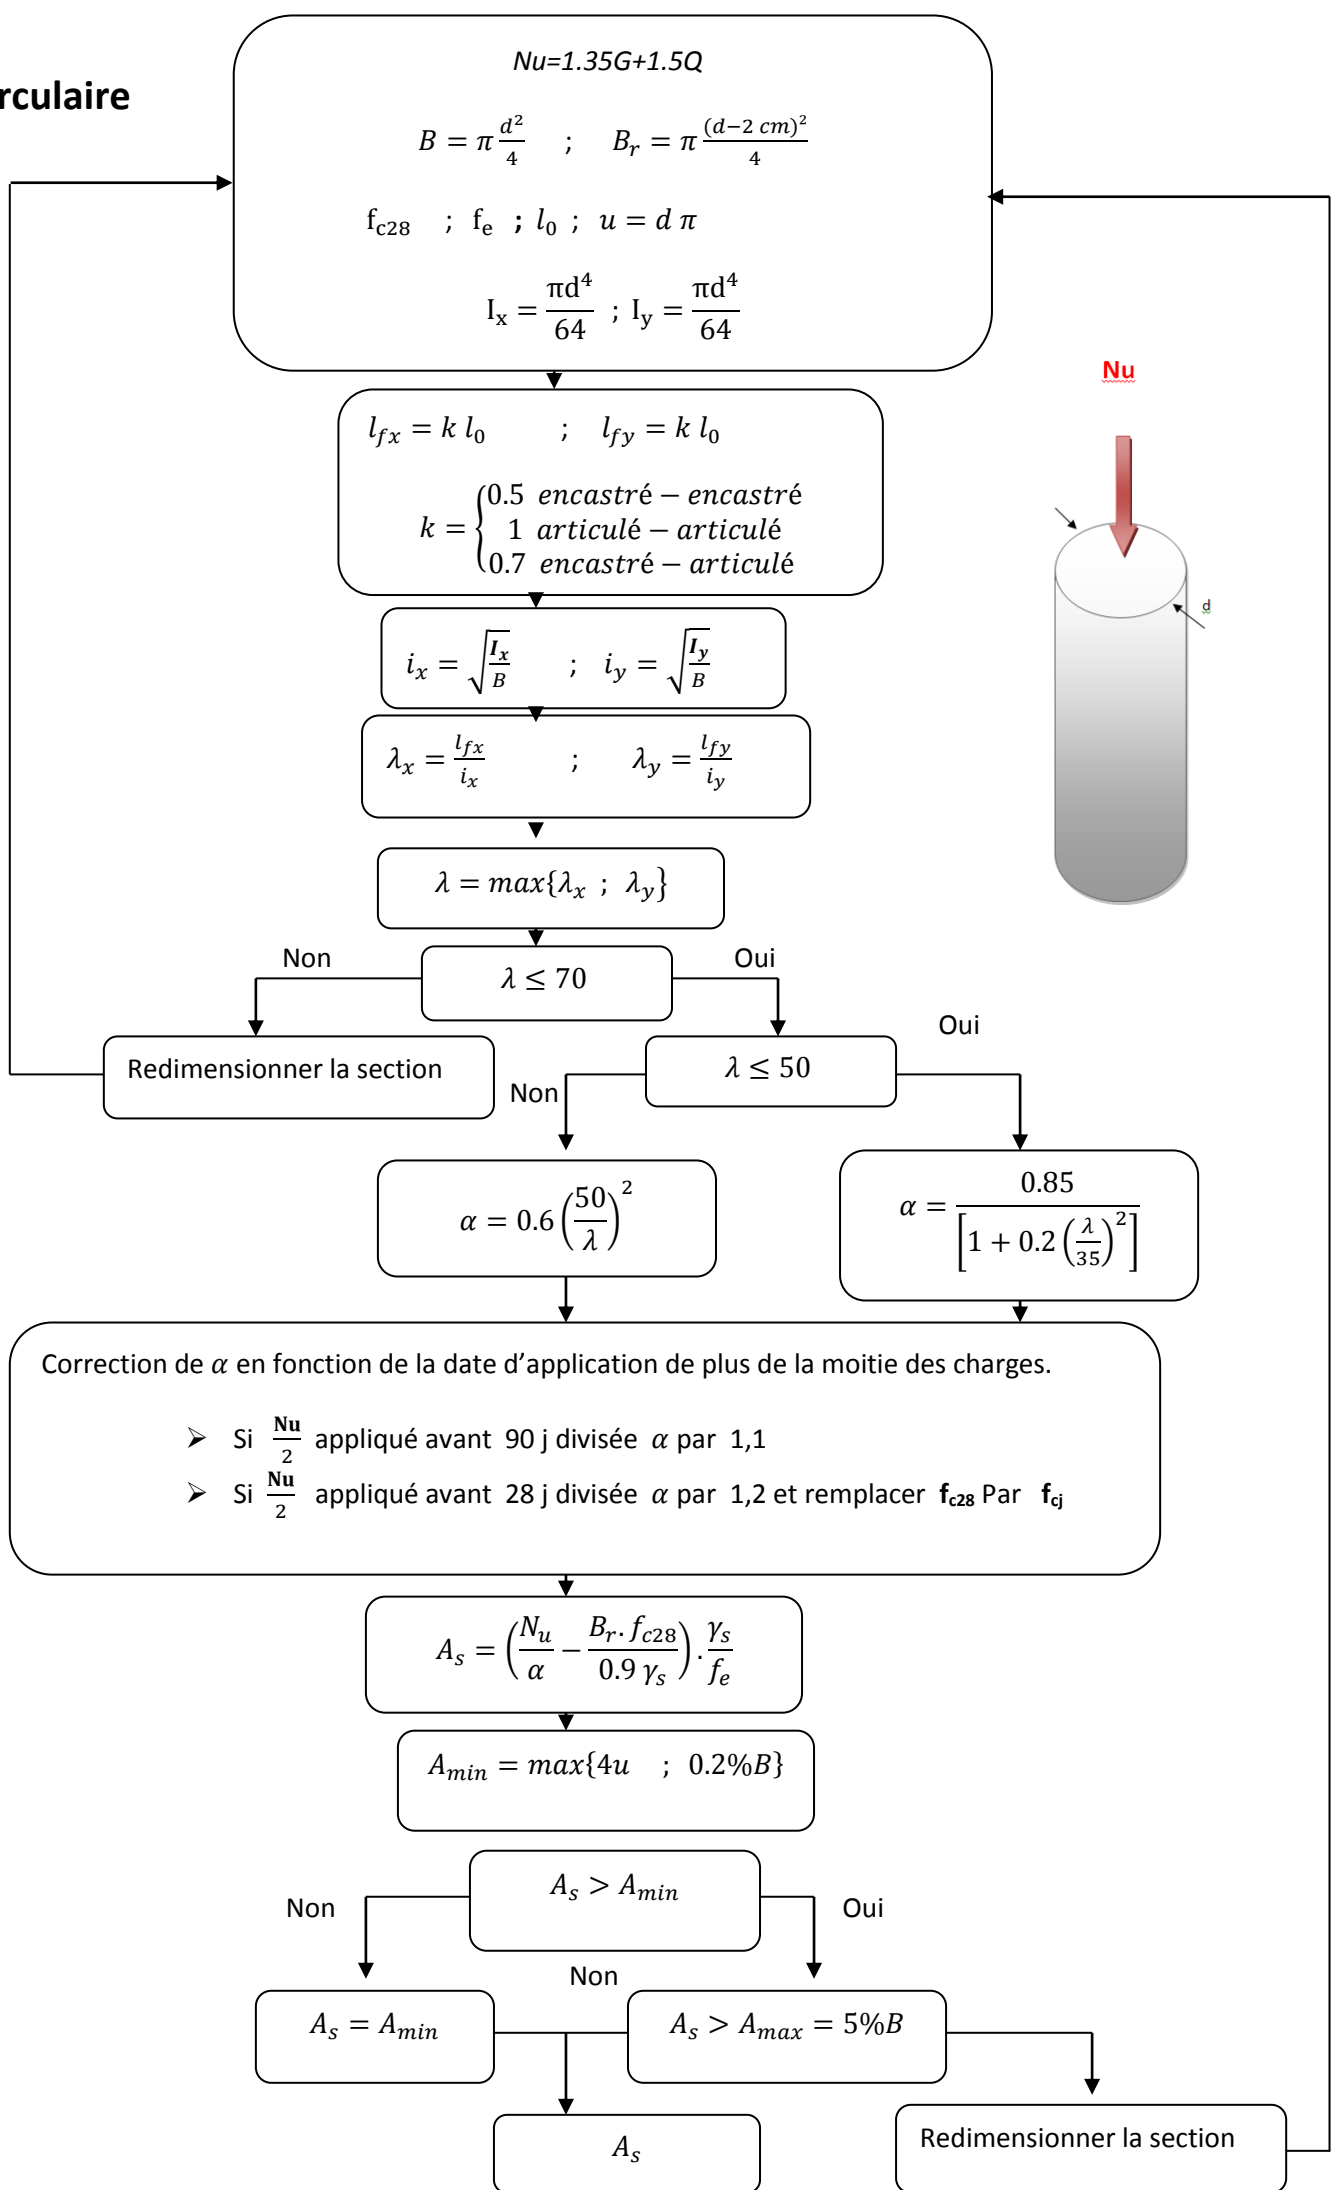 rculaire
Nu=1.35G+1.5Q
B = π d²/4 ; B_r = π (d−2 cm)²/4
f_c28 ; f_e ; l_0 ; u = d π
I_x = πd⁴/64 ; I_y = πd⁴/64
Nu
l_fx = k l_0 ; l_fy = k l_0
k = {0.5 encastré − encastré
1 articulé − articulé
0.7 encastré − articulé
d
i_x = √(I_x/B) ; i_y = √(I_y/B)
λ_x = l_fx/i_x ; λ_y = l_fy/i_y
λ = max{λ_x ; λ_y}
Non
Oui
λ ≤ 70
Oui
Redimensionner la section
λ ≤ 50
Non
α = 0.6 (50/λ)²
α = 0.85/[1 + 0.2 (λ/35)²]
Correction de α en fonction de la date d’application de plus de la moitie des charges.
➢ Si Nu/2 appliqué avant 90 j divisée α par 1,1
➢ Si Nu/2 appliqué avant 28 j divisée α par 1,2 et remplacer f_c28 Par f_cj
A_s = (N_u/α − B_r.f_c28/0.9 γ_s).γ_s/f_e
A_min = max{4u ; 0.2%B}
A_s > A_min
Non
Oui
Non
A_s = A_min
A_s > A_max = 5%B
A_s
Redimensionner la section